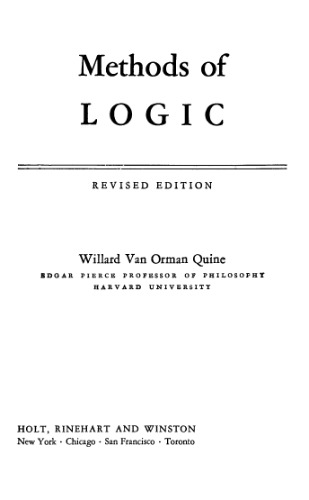 Methods of
LOGIC
REVISED EDITION
Willard Van Orman Quine
EDGAR PIERCE PROFESSOR OF PHILOSOPHY
HARVARD UNIVERSITY
HOLT, RINEHART AND WINSTON
New York · Chicago · San Francisco · Toronto